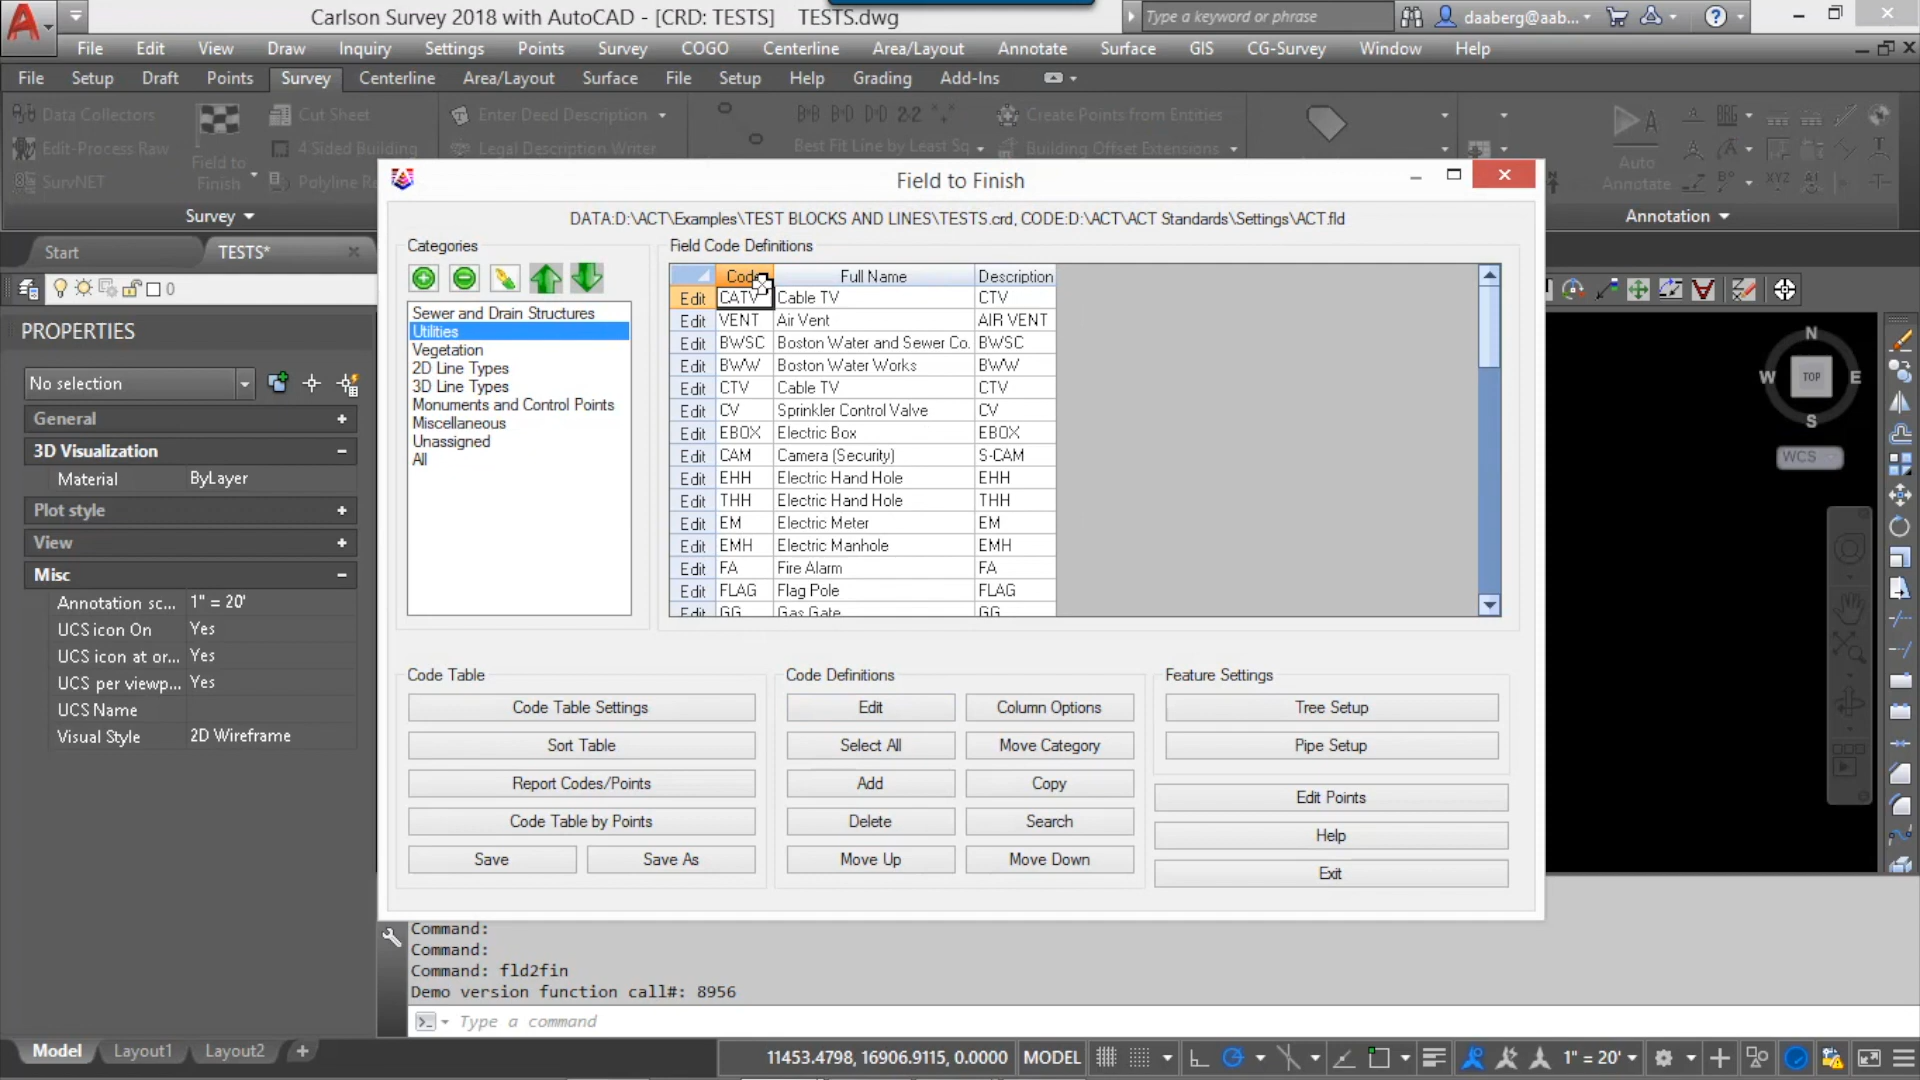 Carlson Survey 2018 with AutoCAD - [CRD: TESTS] TESTS.dwg
Type a keyword or phrase
daaberg@aab...
File Edit View Draw Inquiry Settings Points Survey COGO Centerline Area/Layout Annotate Surface GIS CG-Survey Window Help
File Setup Draft Points Survey Centerline Area/Layout Surface File Setup Help Grading Add-Ins
Data Collectors
Edit-Process Raw
SurvNET
Field to
Finish
Cut Sheet
4 Sided Building
Polyline Re
Enter Deed Description
Legal Description Writer
Best Fit Line by Least Sq
Create Points from Entities
Building Offset Extensions
Auto
Annotate
Survey
Annotation
Start
TESTS*
0
PROPERTIES
No selection
General
3D Visualization
Material ByLayer
Plot style
View
Misc
Annotation sc... 1" = 20'
UCS icon On Yes
UCS icon at or... Yes
UCS per viewp... Yes
UCS Name
Visual Style 2D Wireframe
Field to Finish
DATA:D:\ACT\Examples\TEST BLOCKS AND LINES\TESTS.crd, CODE:D:\ACT\ACT Standards\Settings\ACT.fld
Categories
Sewer and Drain Structures
Utilities
Vegetation
2D Line Types
3D Line Types
Monuments and Control Points
Miscellaneous
Unassigned
All
Field Code Definitions
Code Full Name Description
Edit CATV Cable TV CTV
Edit VENT Air Vent AIR VENT
Edit BWSC Boston Water and Sewer Co. BWSC
Edit BWW Boston Water Works BWW
Edit CTV Cable TV CTV
Edit CV Sprinkler Control Valve CV
Edit EBOX Electric Box EBOX
Edit CAM Camera (Security) S-CAM
Edit EHH Electric Hand Hole EHH
Edit THH Electric Hand Hole THH
Edit EM Electric Meter EM
Edit EMH Electric Manhole EMH
Edit FA Fire Alarm FA
Edit FLAG Flag Pole FLAG
Edit GG Gas Gate GG
Code Table
Code Table Settings
Sort Table
Report Codes/Points
Code Table by Points
Save Save As
Code Definitions
Edit Column Options
Select All Move Category
Add Copy
Delete Search
Move Up Move Down
Feature Settings
Tree Setup
Pipe Setup
Edit Points
Help
Exit
N
W TOP E
S
WCS
Command:
Command:
Command: fld2fin
Demo version function call#: 8956
Type a command
Model Layout1 Layout2 +
11453.4798, 16906.9115, 0.0000 MODEL
1" = 20'